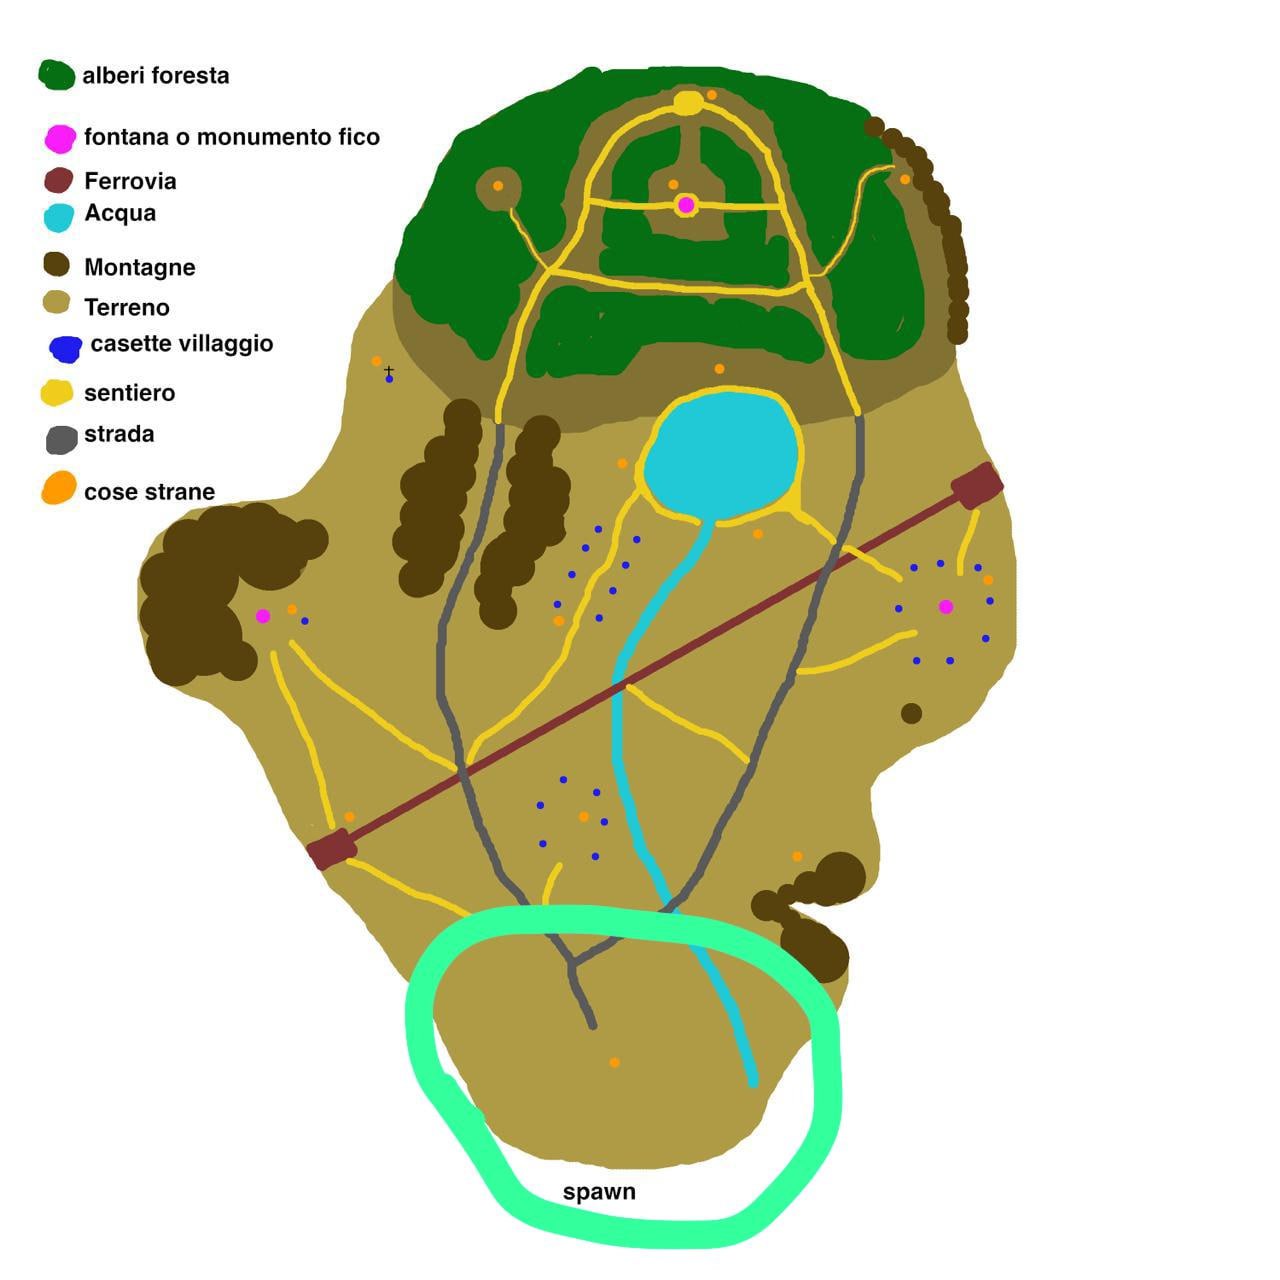 alberi foresta
fontana o monumento fico
Ferrovia
Acqua
Montagne
Terreno
casette villaggio
sentiero
strada
cose strane
spawn